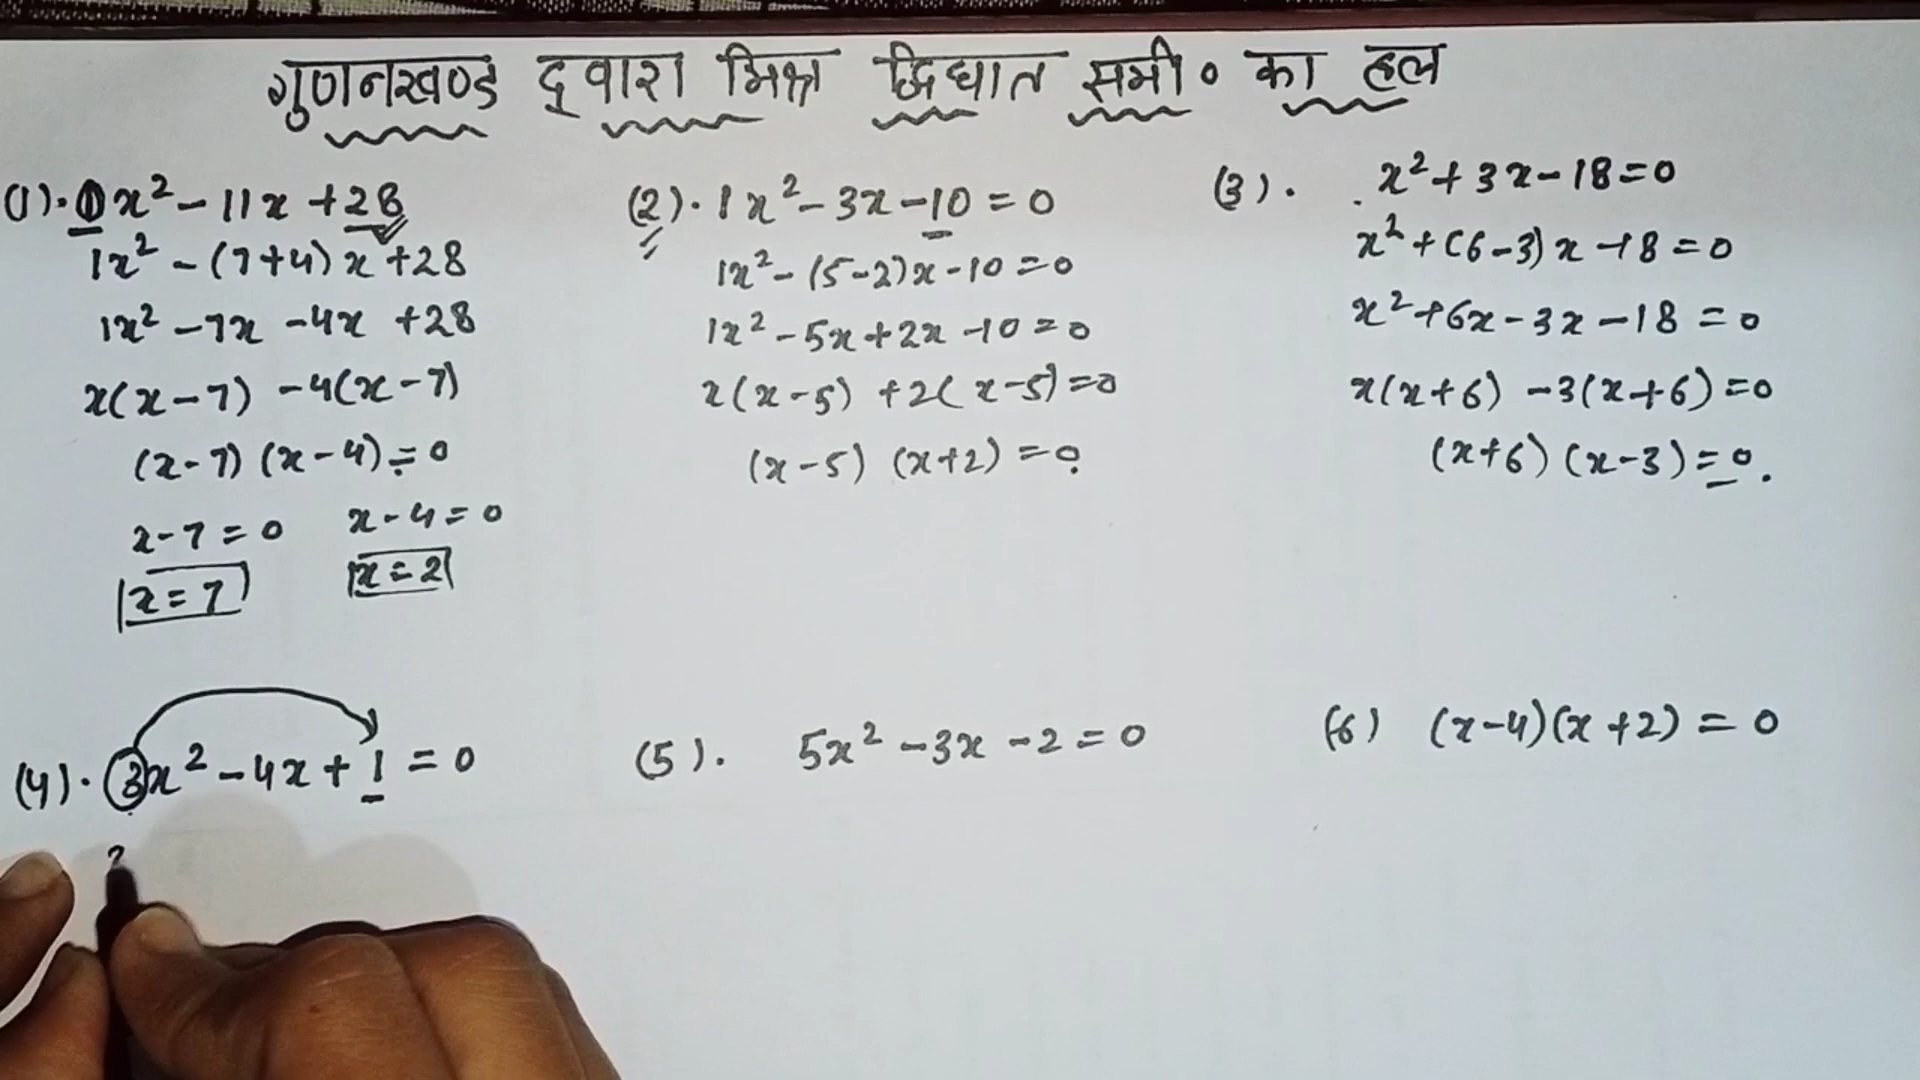 गुणनखण्ड द्वारा भिन्न द्विघात समी० का हल
(1). 1x² - 11x + 28
1x² - (7+4)x + 28
1x² - 7x - 4x + 28
x(x-7) - 4(x-7)
(x-7) (x-4) = 0
x-7 = 0 x-4 = 0
x = 7 x = 2
(2). 1x² - 3x - 10 = 0
1x² - (5-2)x - 10 = 0
1x² - 5x + 2x - 10 = 0
x(x-5) + 2(x-5) = 0
(x-5) (x+2) = 0
(3). x² + 3x - 18 = 0
x² + (6-3)x - 18 = 0
x² + 6x - 3x - 18 = 0
x(x+6) - 3(x+6) = 0
(x+6) (x-3) = 0.
(4). 3x² - 4x + 1 = 0
(5). 5x² - 3x - 2 = 0
(6) (x-4)(x+2) = 0